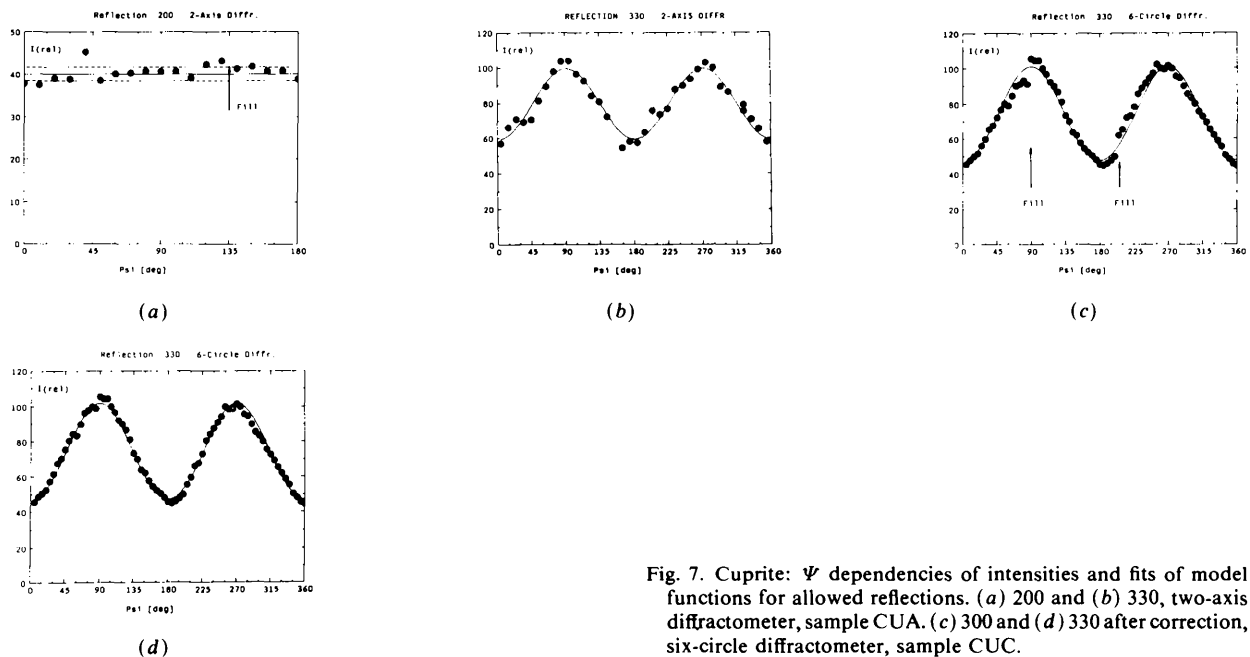 Reflection 200 2-Axis Diffr.
50
I(rel)
40
30
20
10
0
Fill
0 45 90 135 180
Psi [deg]
(a)
REFLECTION 330 2-AXIS DIFFR
120
I(rel)
100
80
60
40
20
0
0 45 90 135 180 225 270 315 360
Psi [deg]
(b)
Reflection 330 6-Circle Diffr.
120
I(rel)
100
80
60
40
20
0
Fill Fill
0 45 90 135 180 225 270 315 360
Psi [deg]
(c)
Reflection 330 6-Circle Diffr.
120
I(rel)
100
80
60
40
20
0
0 45 90 135 180 225 270 315 360
Psi [deg]
(d)
Fig. 7. Cuprite: Ψ dependencies of intensities and fits of model
functions for allowed reflections. (a) 200 and (b) 330, two-axis
diffractometer, sample CUA. (c) 300 and (d) 330 after correction,
six-circle diffractometer, sample CUC.